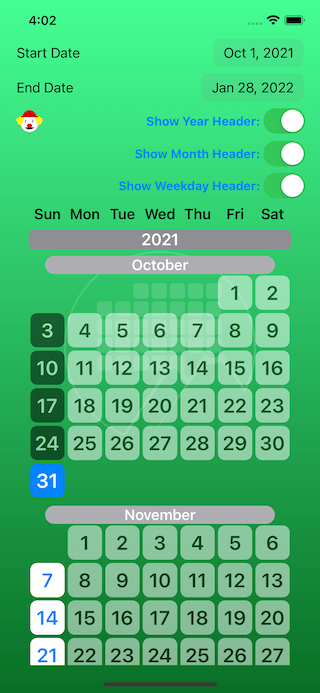 4:02
Start Date Oct 1, 2021
End Date Jan 28, 2022
Show Year Header:
Show Month Header:
Show Weekday Header:
Sun Mon Tue Wed Thu Fri Sat
2021
October
1 2
3 4 5 6 7 8 9
10 11 12 13 14 15 16
17 18 19 20 21 22 23
24 25 26 27 28 29 30
31
November
1 2 3 4 5 6
7 8 9 10 11 12 13
14 15 16 17 18 19 20
21 22 23 24 25 26 27